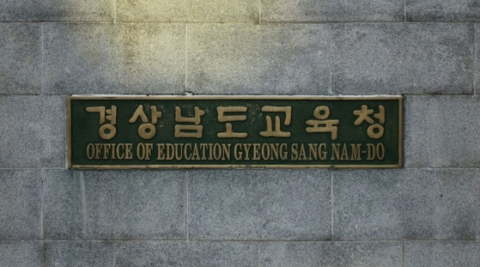 경상남도교육청
OFFICE OF EDUCATION GYEONG SANG NAM-DO